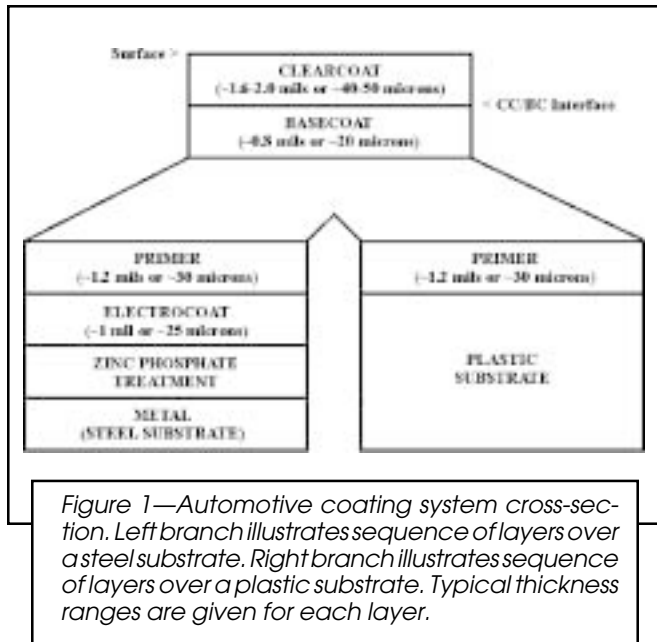 Surface >
CLEARCOAT
(~1.6-2.0 mils or ~40-50 microns)
< CC/BC Interface
BASECOAT
(~0.8 mils or ~20 microns)
PRIMER
(~1.2 mils or ~30 microns)
ELECTROCOAT
(~1 mil or ~25 microns)
ZINC PHOSPHATE
TREATMENT
METAL
(STEEL SUBSTRATE)
PRIMER
(~1.2 mils or ~30 microns)
PLASTIC
SUBSTRATE
Figure 1—Automotive coating system cross-sec-
tion. Left branch illustrates sequence of layers over
a steel substrate. Right branch illustrates sequence
of layers over a plastic substrate. Typical thickness
ranges are given for each layer.